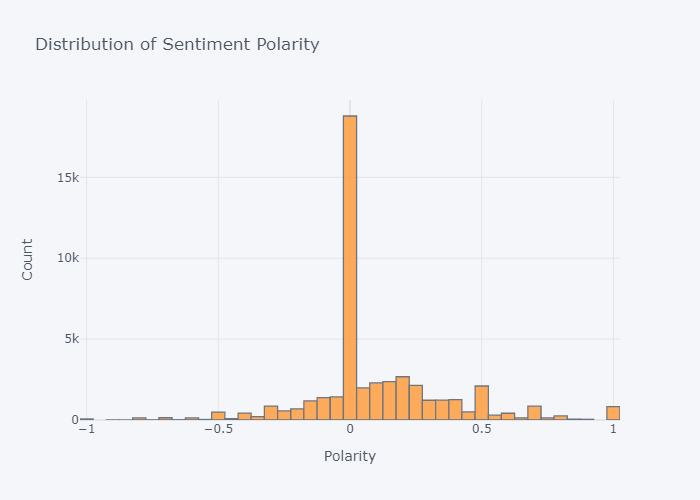 Distribution of Sentiment Polarity
Count
15k
10k
5k
0
−1
−0.5
0
0.5
1
Polarity